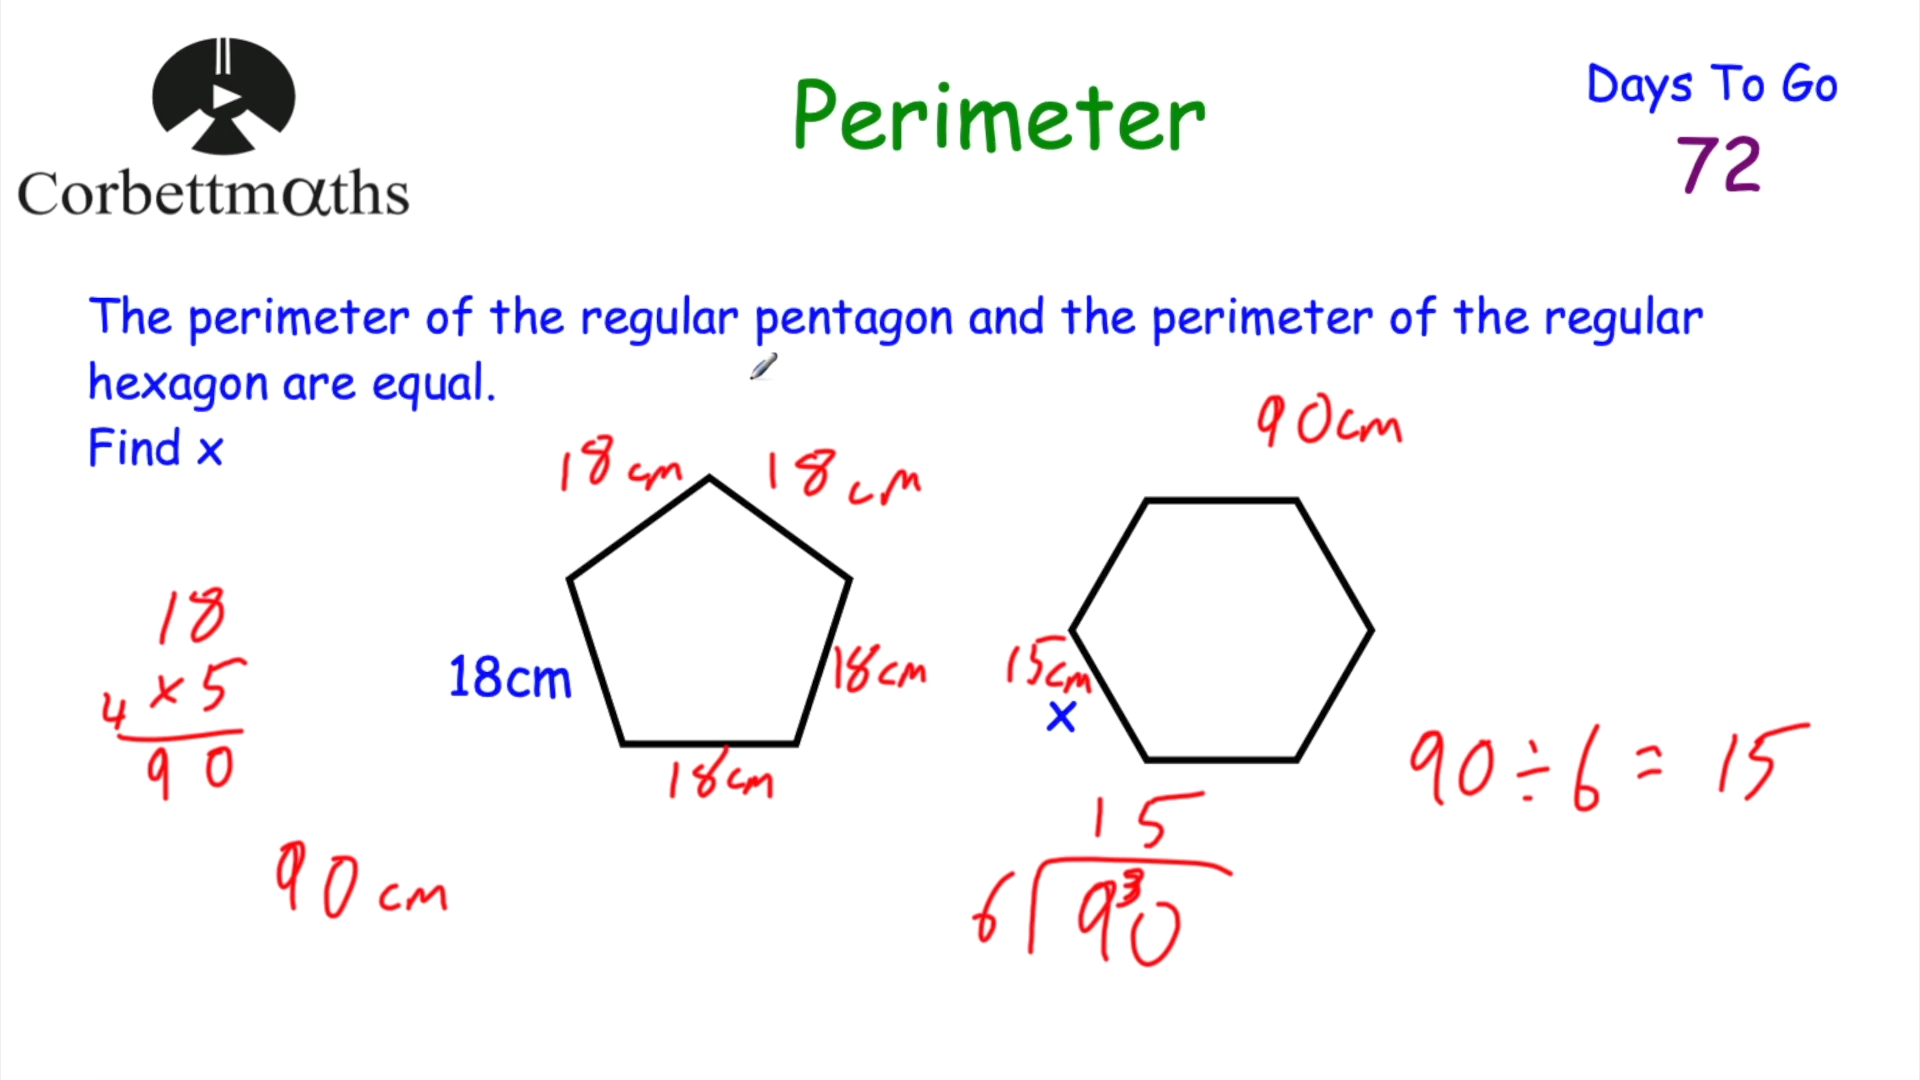 Corbettmαths
Perimeter
Days To Go
72
The perimeter of the regular pentagon and the perimeter of the regular
hexagon are equal.
Find x
18cm
18cm
90cm
18
×5
4
90
90cm
18cm
18cm
18cm
15cm
x
90÷6=15
15
6
9³0